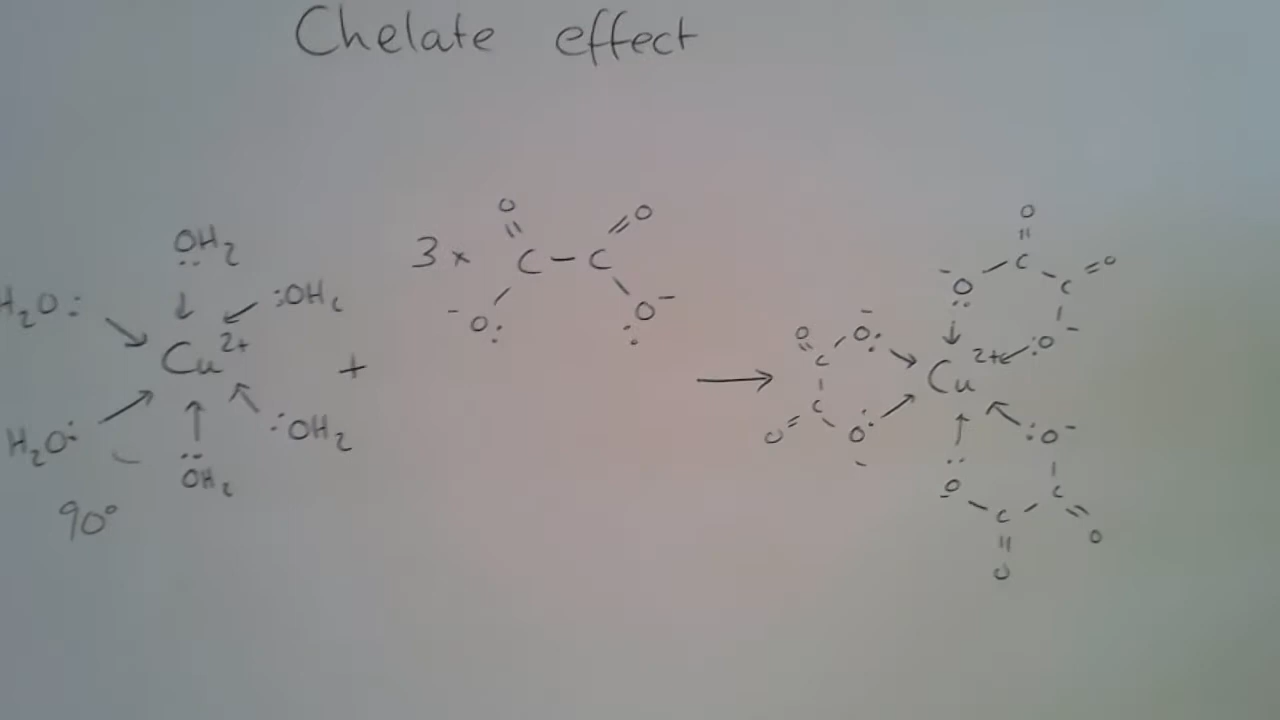 Chelate effect
OH2
H2O:
:OH2
Cu2+
H2O:
:OH2
OH2
90°
+
3 ×
O
O
C – C
-O:
:O-
→
O
O
C
C
-O:
:O-
O
O:-
C
C
O
O:-
Cu2+
:O-
O-
C
C
O
O